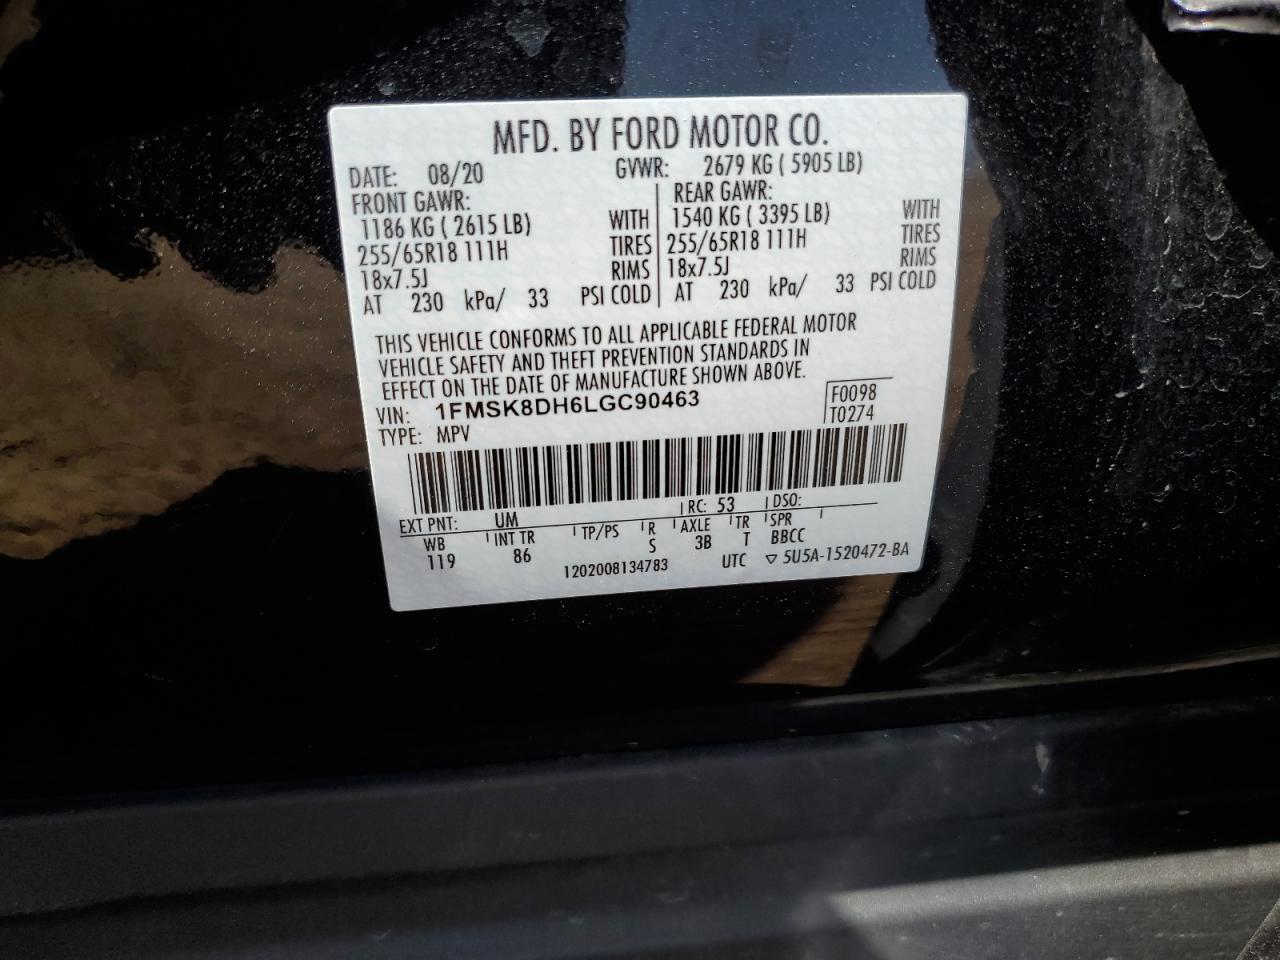 MFD. BY FORD MOTOR CO.
DATE: 08/20 GVWR: 2679 KG ( 5905 LB)
FRONT GAWR: REAR GAWR:
1186 KG ( 2615 LB) WITH 1540 KG ( 3395 LB) WITH
255/65R18 111H TIRES 255/65R18 111H TIRES
18x7.5J RIMS 18x7.5J RIMS
AT 230 kPa/ 33 PSI COLD AT 230 kPa/ 33 PSI COLD
THIS VEHICLE CONFORMS TO ALL APPLICABLE FEDERAL MOTOR
VEHICLE SAFETY AND THEFT PREVENTION STANDARDS IN
EFFECT ON THE DATE OF MANUFACTURE SHOWN ABOVE.
VIN: 1FMSK8DH6LGC90463 F0098
TYPE: MPV T0274
EXT PNT: UM RC: 53 DSO:
WB INT TR TP/PS R AXLE TR SPR
119 86 S 3B T BBCC
1202008134783 UTC ▽ 5U5A-1520472-BA